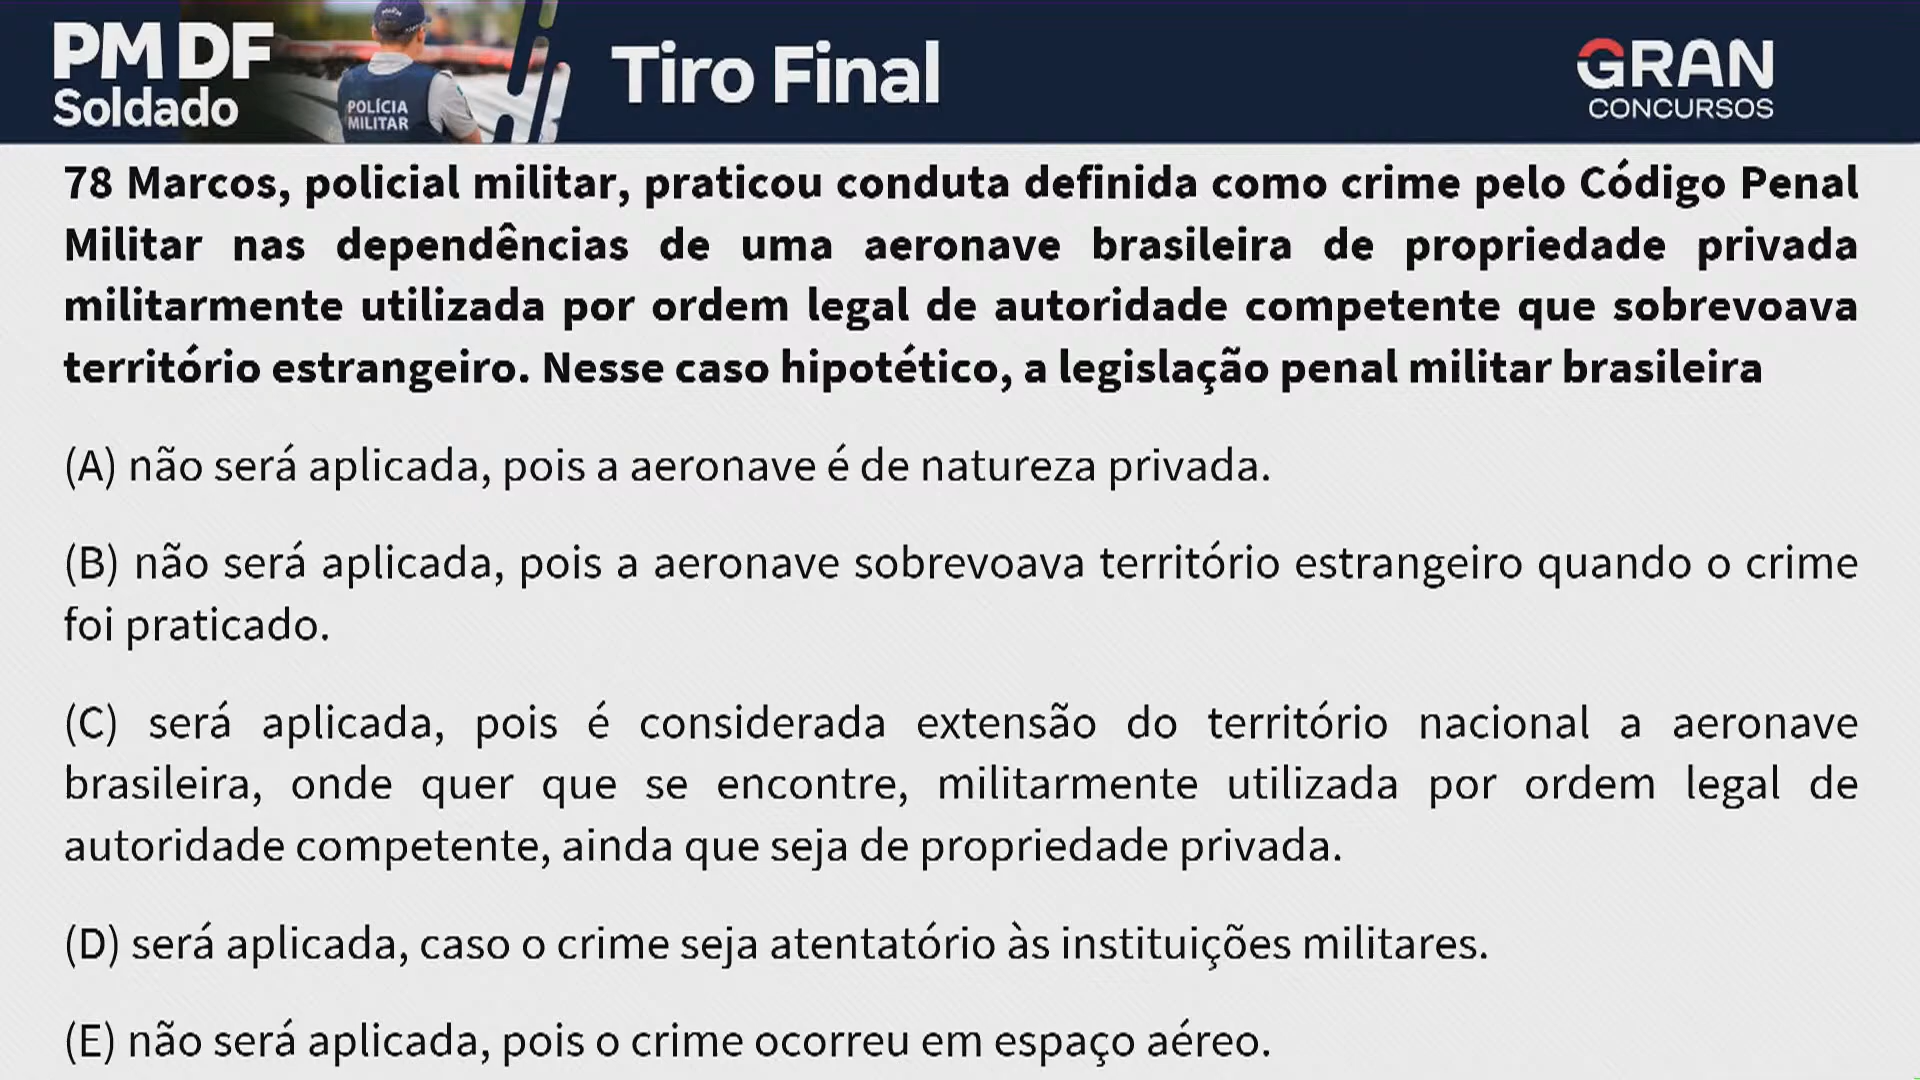 PM DF
Soldado
POLÍCIA
MILITAR
Tiro Final
GRAN
CONCURSOS
78 Marcos, policial militar, praticou conduta definida como crime pelo Código Penal
Militar nas dependências de uma aeronave brasileira de propriedade privada
militarmente utilizada por ordem legal de autoridade competente que sobrevoava
território estrangeiro. Nesse caso hipotético, a legislação penal militar brasileira
(A) não será aplicada, pois a aeronave é de natureza privada.
(B) não será aplicada, pois a aeronave sobrevoava território estrangeiro quando o crime
foi praticado.
(C) será aplicada, pois é considerada extensão do território nacional a aeronave
brasileira, onde quer que se encontre, militarmente utilizada por ordem legal de
autoridade competente, ainda que seja de propriedade privada.
(D) será aplicada, caso o crime seja atentatório às instituições militares.
(E) não será aplicada, pois o crime ocorreu em espaço aéreo.